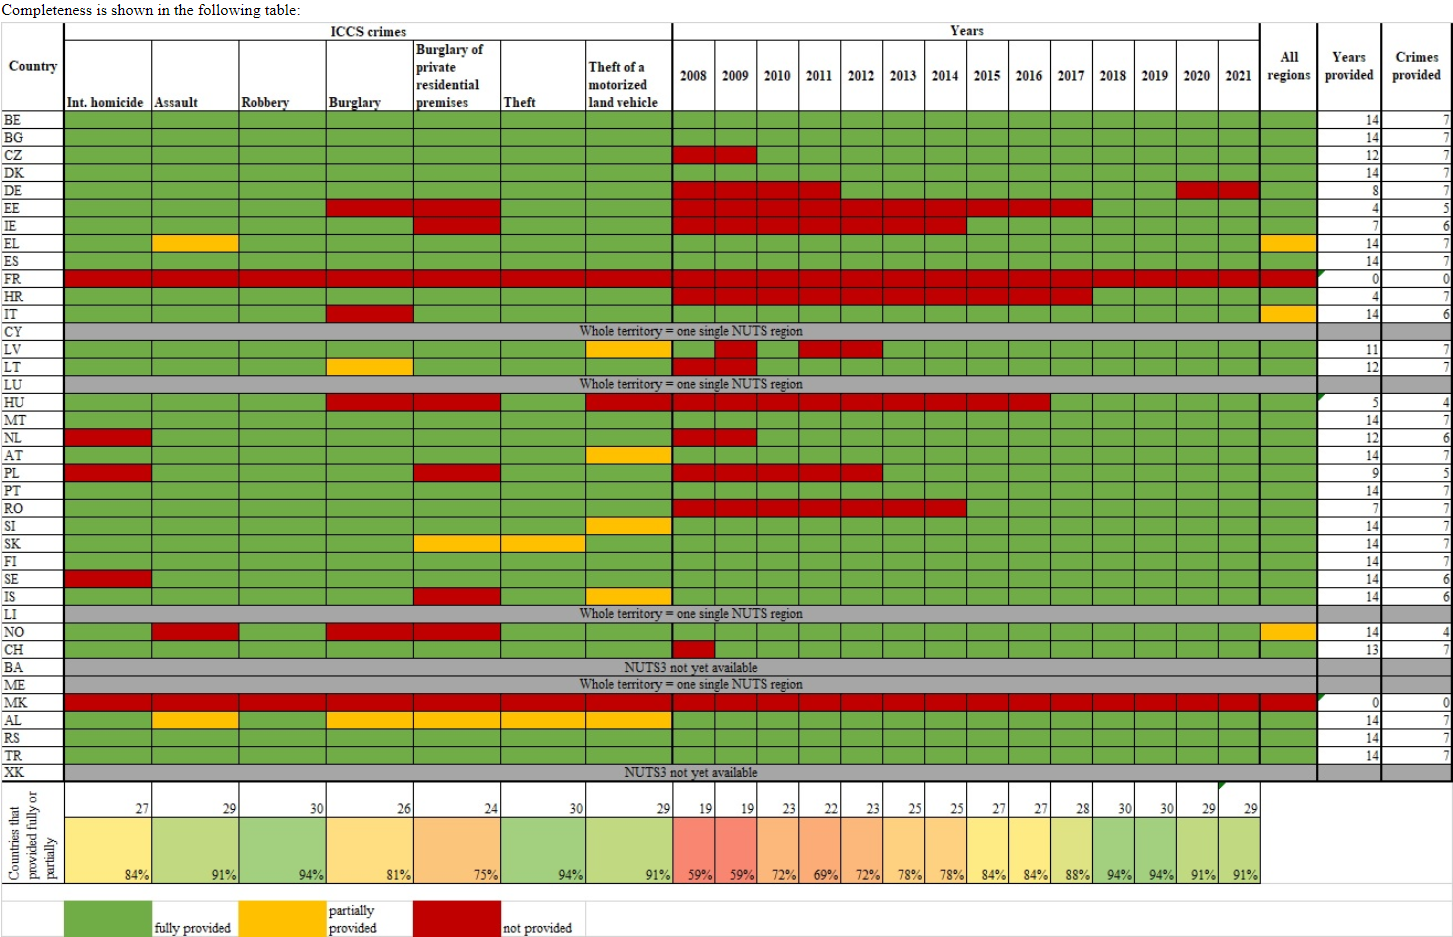 Completeness is shown in the following table:
Country ICCS crimes Years All regions Years provided Crimes provided
Int. homicide Assault Robbery Burglary Burglary of private residential premises Theft Theft of a motorized land vehicle 2008 2009 2010 2011 2012 2013 2014 2015 2016 2017 2018 2019 2020 2021
BE 14 7
BG 14 7
CZ 12 7
DK 14 7
DE 8 7
EE 4 5
IE 7 6
EL 14 7
ES 14 7
FR 0 0
HR 4 7
IT 14 6
CY Whole territory = one single NUTS region
LV 11 7
LT 12 7
LU Whole territory = one single NUTS region
HU 5 4
MT 14 7
NL 12 6
AT 14 7
PL 9 5
PT 14 7
RO 7 7
SI 14 7
SK 14 7
FI 14 7
SE 14 6
IS 14 6
LI Whole territory = one single NUTS region
NO 14 4
CH 13 7
BA NUTS3 not yet available
ME Whole territory = one single NUTS region
MK 0 0
AL 14 7
RS 14 7
TR 14 7
XK NUTS3 not yet available
Countries that provided fully or partially
27 29 30 26 24 30 29 19 19 23 22 23 25 25 27 27 28 30 30 29 29
84% 91% 94% 81% 75% 94% 91% 59% 59% 72% 69% 72% 78% 78% 84% 84% 88% 94% 94% 91% 91%
fully provided partially provided not provided